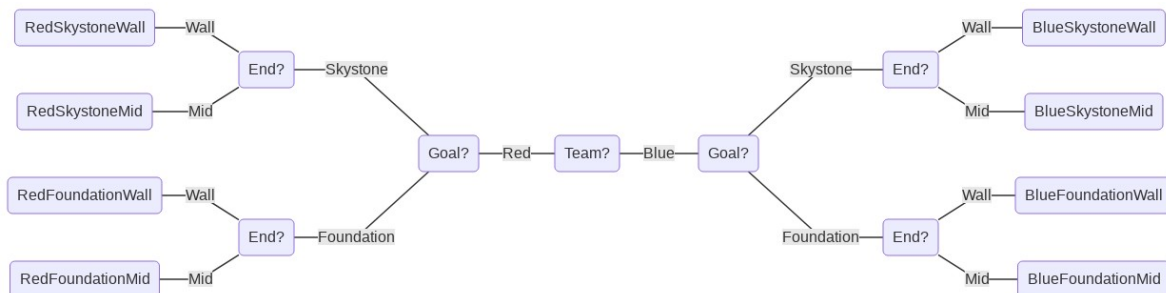 RedSkystoneWall Wall Wall BlueSkystoneWall
End? Skystone Skystone End?
RedSkystoneMid Mid Mid BlueSkystoneMid
Goal? Red Team? Blue Goal?
RedFoundationWall Wall Wall BlueFoundationWall
End? Foundation Foundation End?
RedFoundationMid Mid Mid BlueFoundationMid